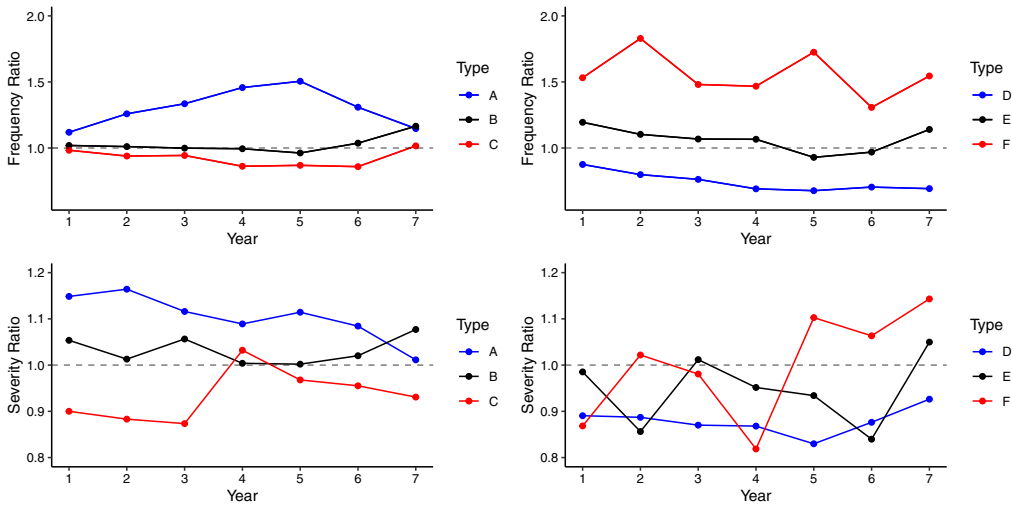 Frequency Ratio
2.0
1.5
1.0
1 2 3 4 5 6 7
Year
Type
A
B
C
Frequency Ratio
2.0
1.5
1.0
1 2 3 4 5 6 7
Year
Type
D
E
F
Severity Ratio
1.2
1.1
1.0
0.9
0.8
1 2 3 4 5 6 7
Year
Type
A
B
C
Severity Ratio
1.2
1.1
1.0
0.9
0.8
1 2 3 4 5 6 7
Year
Type
D
E
F